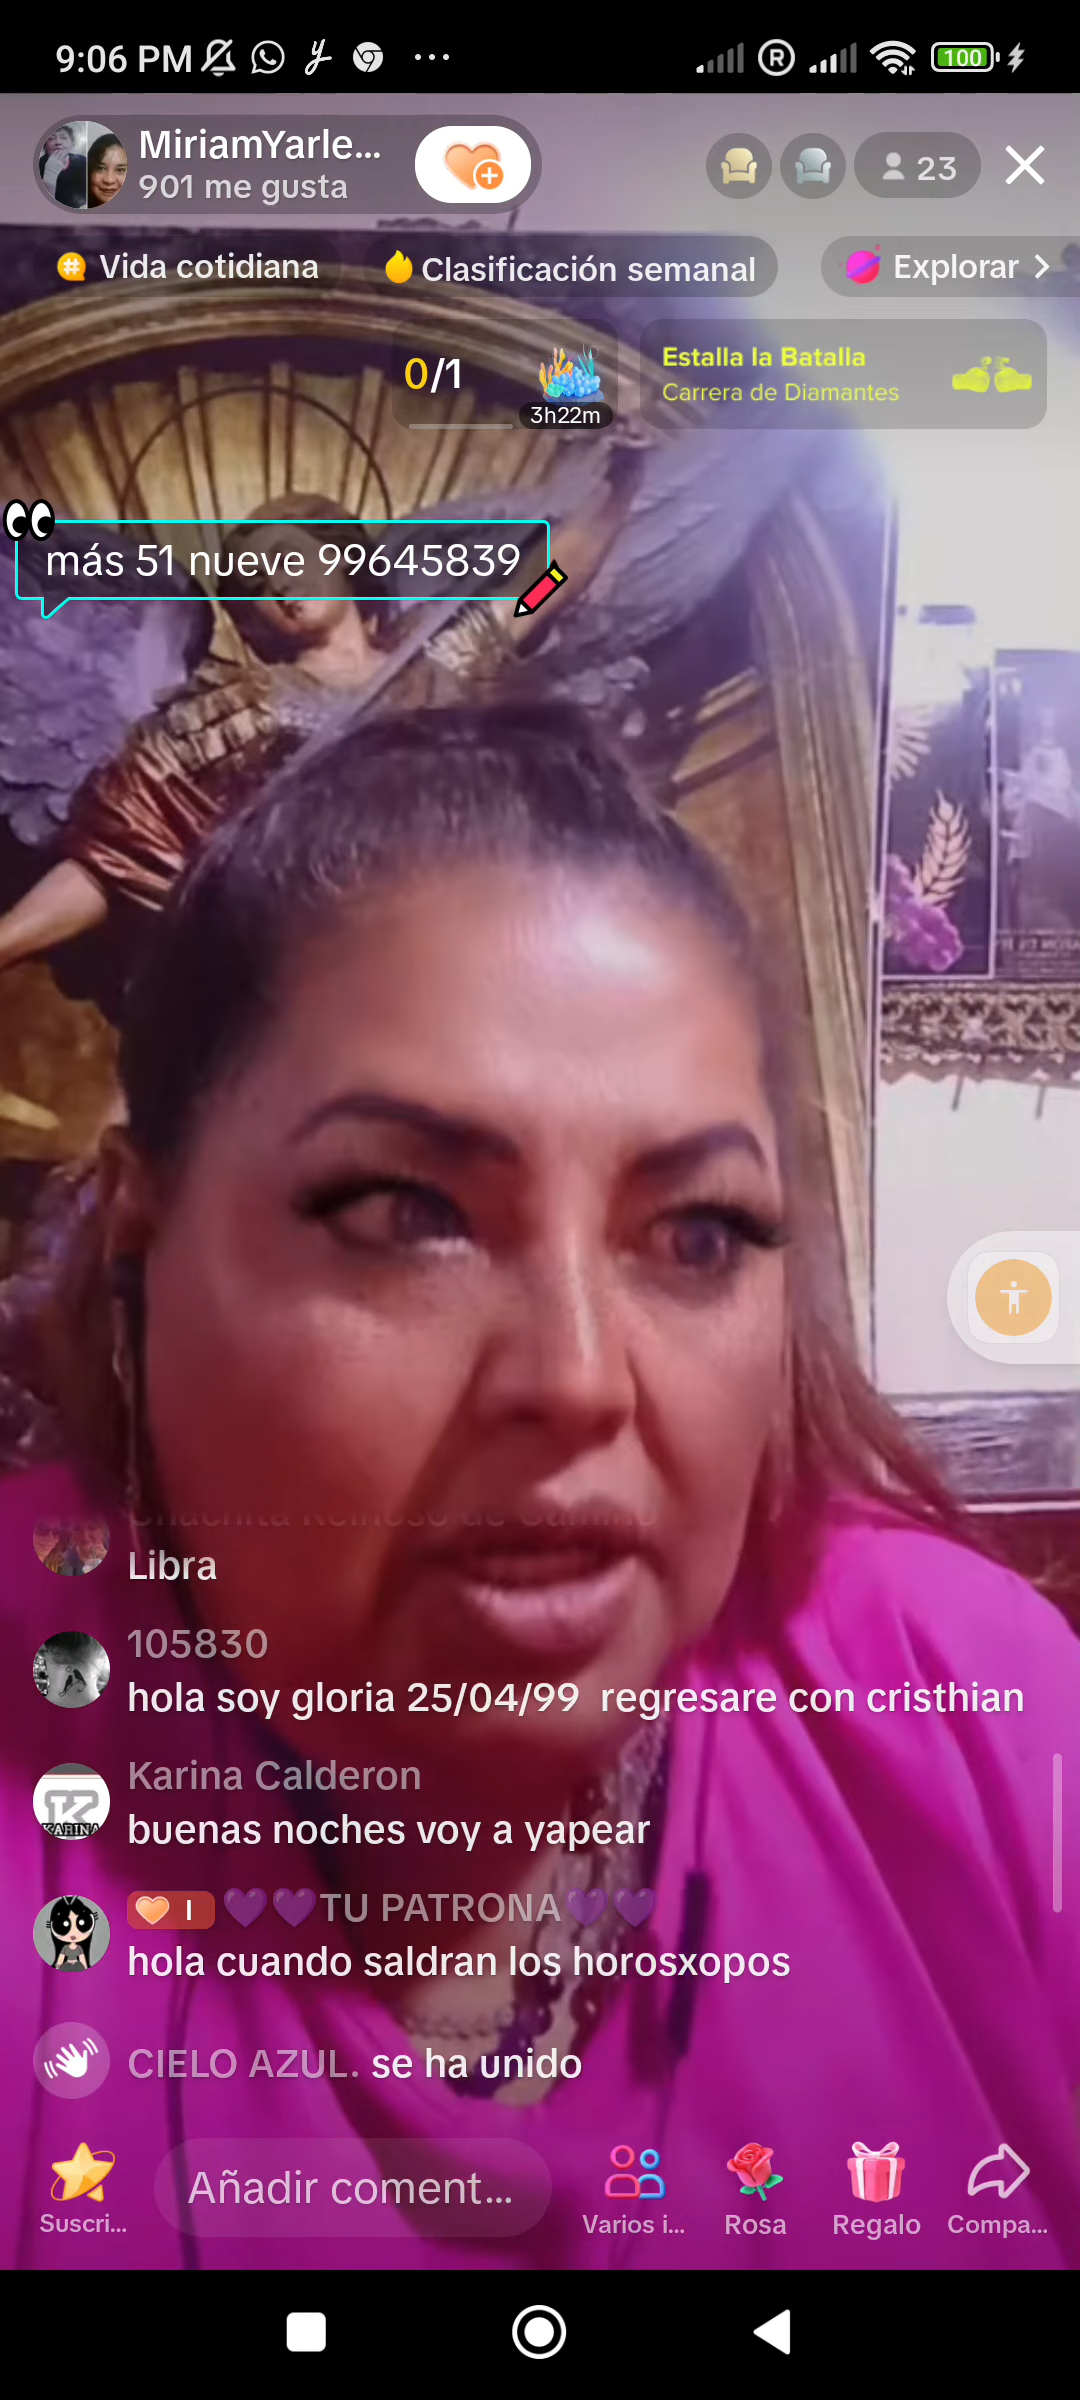 9:06 PM
100
MiriamYarle...
901 me gusta
23
Vida cotidiana
Clasificación semanal
Explorar
0/1
3h22m
Estalla la Batalla
Carrera de Diamantes
más 51 nueve 99645839
Libra
105830
hola soy gloria 25/04/99 regresare con cristhian
Karina Calderon
KARINA
buenas noches voy a yapear
I 💜💜TU PATRONA💜💜
hola cuando saldran los horosxopos
CIELO AZUL. se ha unido
Añadir coment...
Suscri...
Varios i...
Rosa
Regalo
Compa...